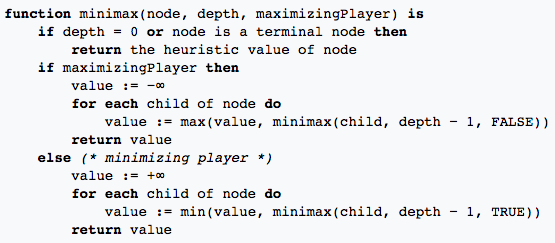 function minimax(node, depth, maximizingPlayer) is
    if depth = 0 or node is a terminal node then
        return the heuristic value of node
    if maximizingPlayer then
        value := −∞
        for each child of node do
            value := max(value, minimax(child, depth − 1, FALSE))
        return value
    else (* minimizing player *)
        value := +∞
        for each child of node do
            value := min(value, minimax(child, depth − 1, TRUE))
        return value